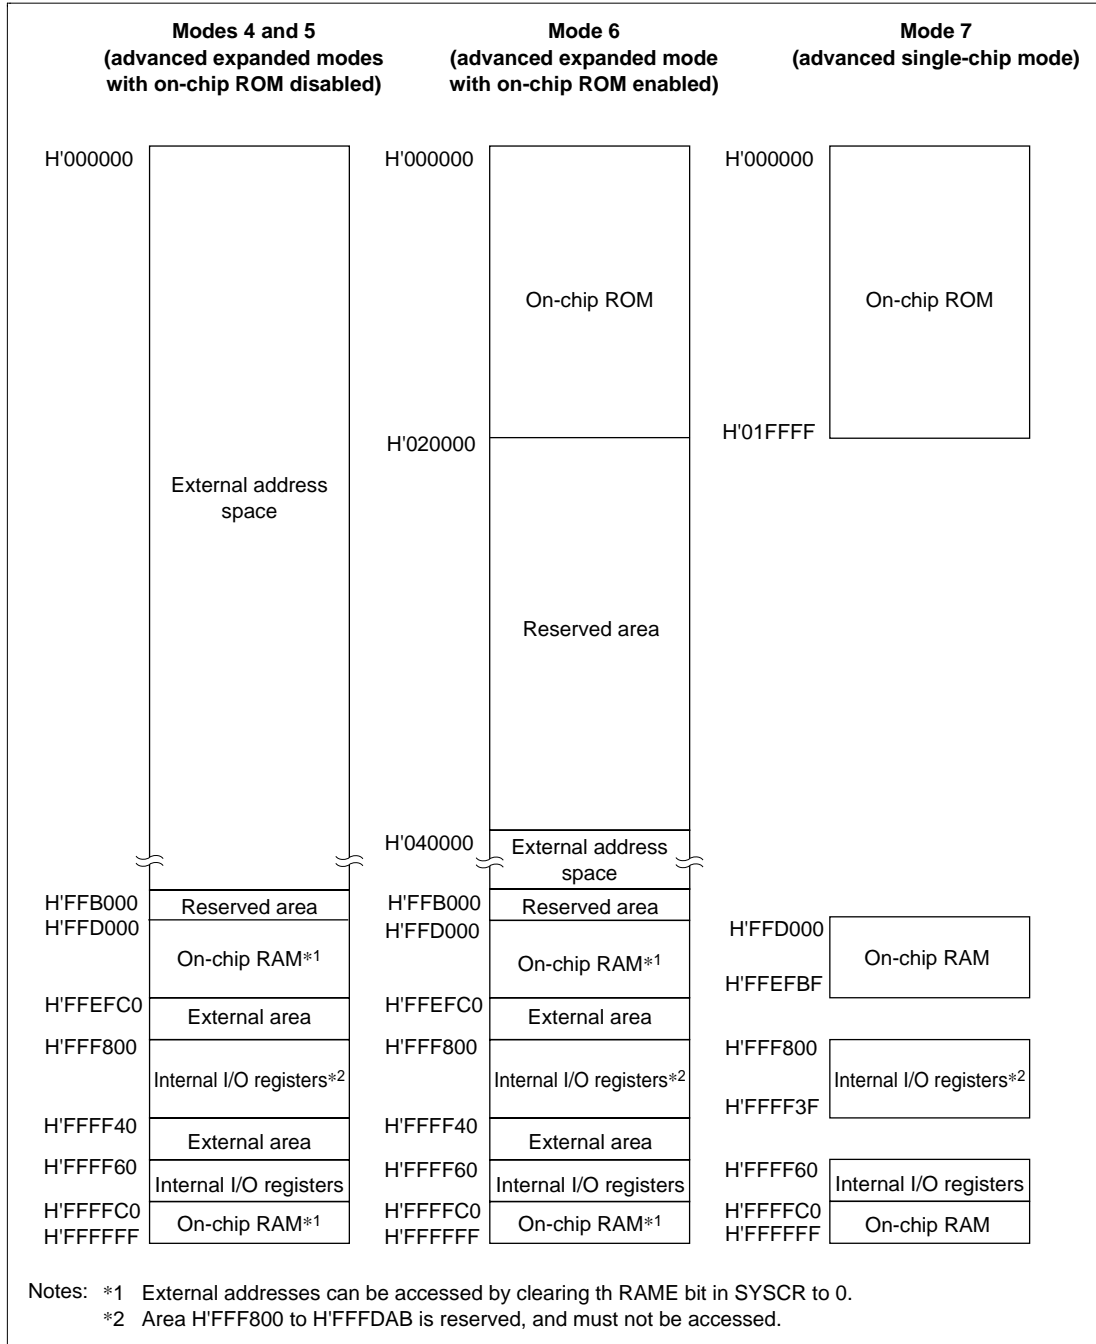 Modes 4 and 5
(advanced expanded modes
with on-chip ROM disabled)
H'000000
External address
space
H'FFB000
Reserved area
H'FFD000
On-chip RAM*1
H'FFEFC0
External area
H'FFF800
Internal I/O registers*2
H'FFFF40
External area
H'FFFF60
Internal I/O registers
H'FFFFC0
On-chip RAM*1
H'FFFFFF
Mode 6
(advanced expanded mode
with on-chip ROM enabled)
H'000000
On-chip ROM
H'020000
Reserved area
H'040000
External address
space
H'FFB000
Reserved area
H'FFD000
On-chip RAM*1
H'FFEFC0
External area
H'FFF800
Internal I/O registers*2
H'FFFF40
External area
H'FFFF60
Internal I/O registers
H'FFFFC0
On-chip RAM*1
H'FFFFFF
Mode 7
(advanced single-chip mode)
H'000000
On-chip ROM
H'01FFFF
H'FFD000
On-chip RAM
H'FFEFBF
H'FFF800
Internal I/O registers*2
H'FFFF3F
H'FFFF60
Internal I/O registers
H'FFFFC0
On-chip RAM
H'FFFFFF
Notes: *1 External addresses can be accessed by clearing th RAME bit in SYSCR to 0.
*2 Area H'FFF800 to H'FFFDAB is reserved, and must not be accessed.